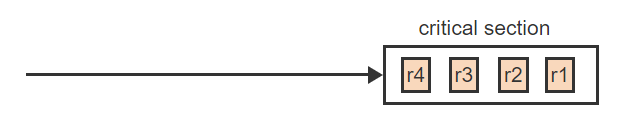 critical section
r4 r3 r2 r1